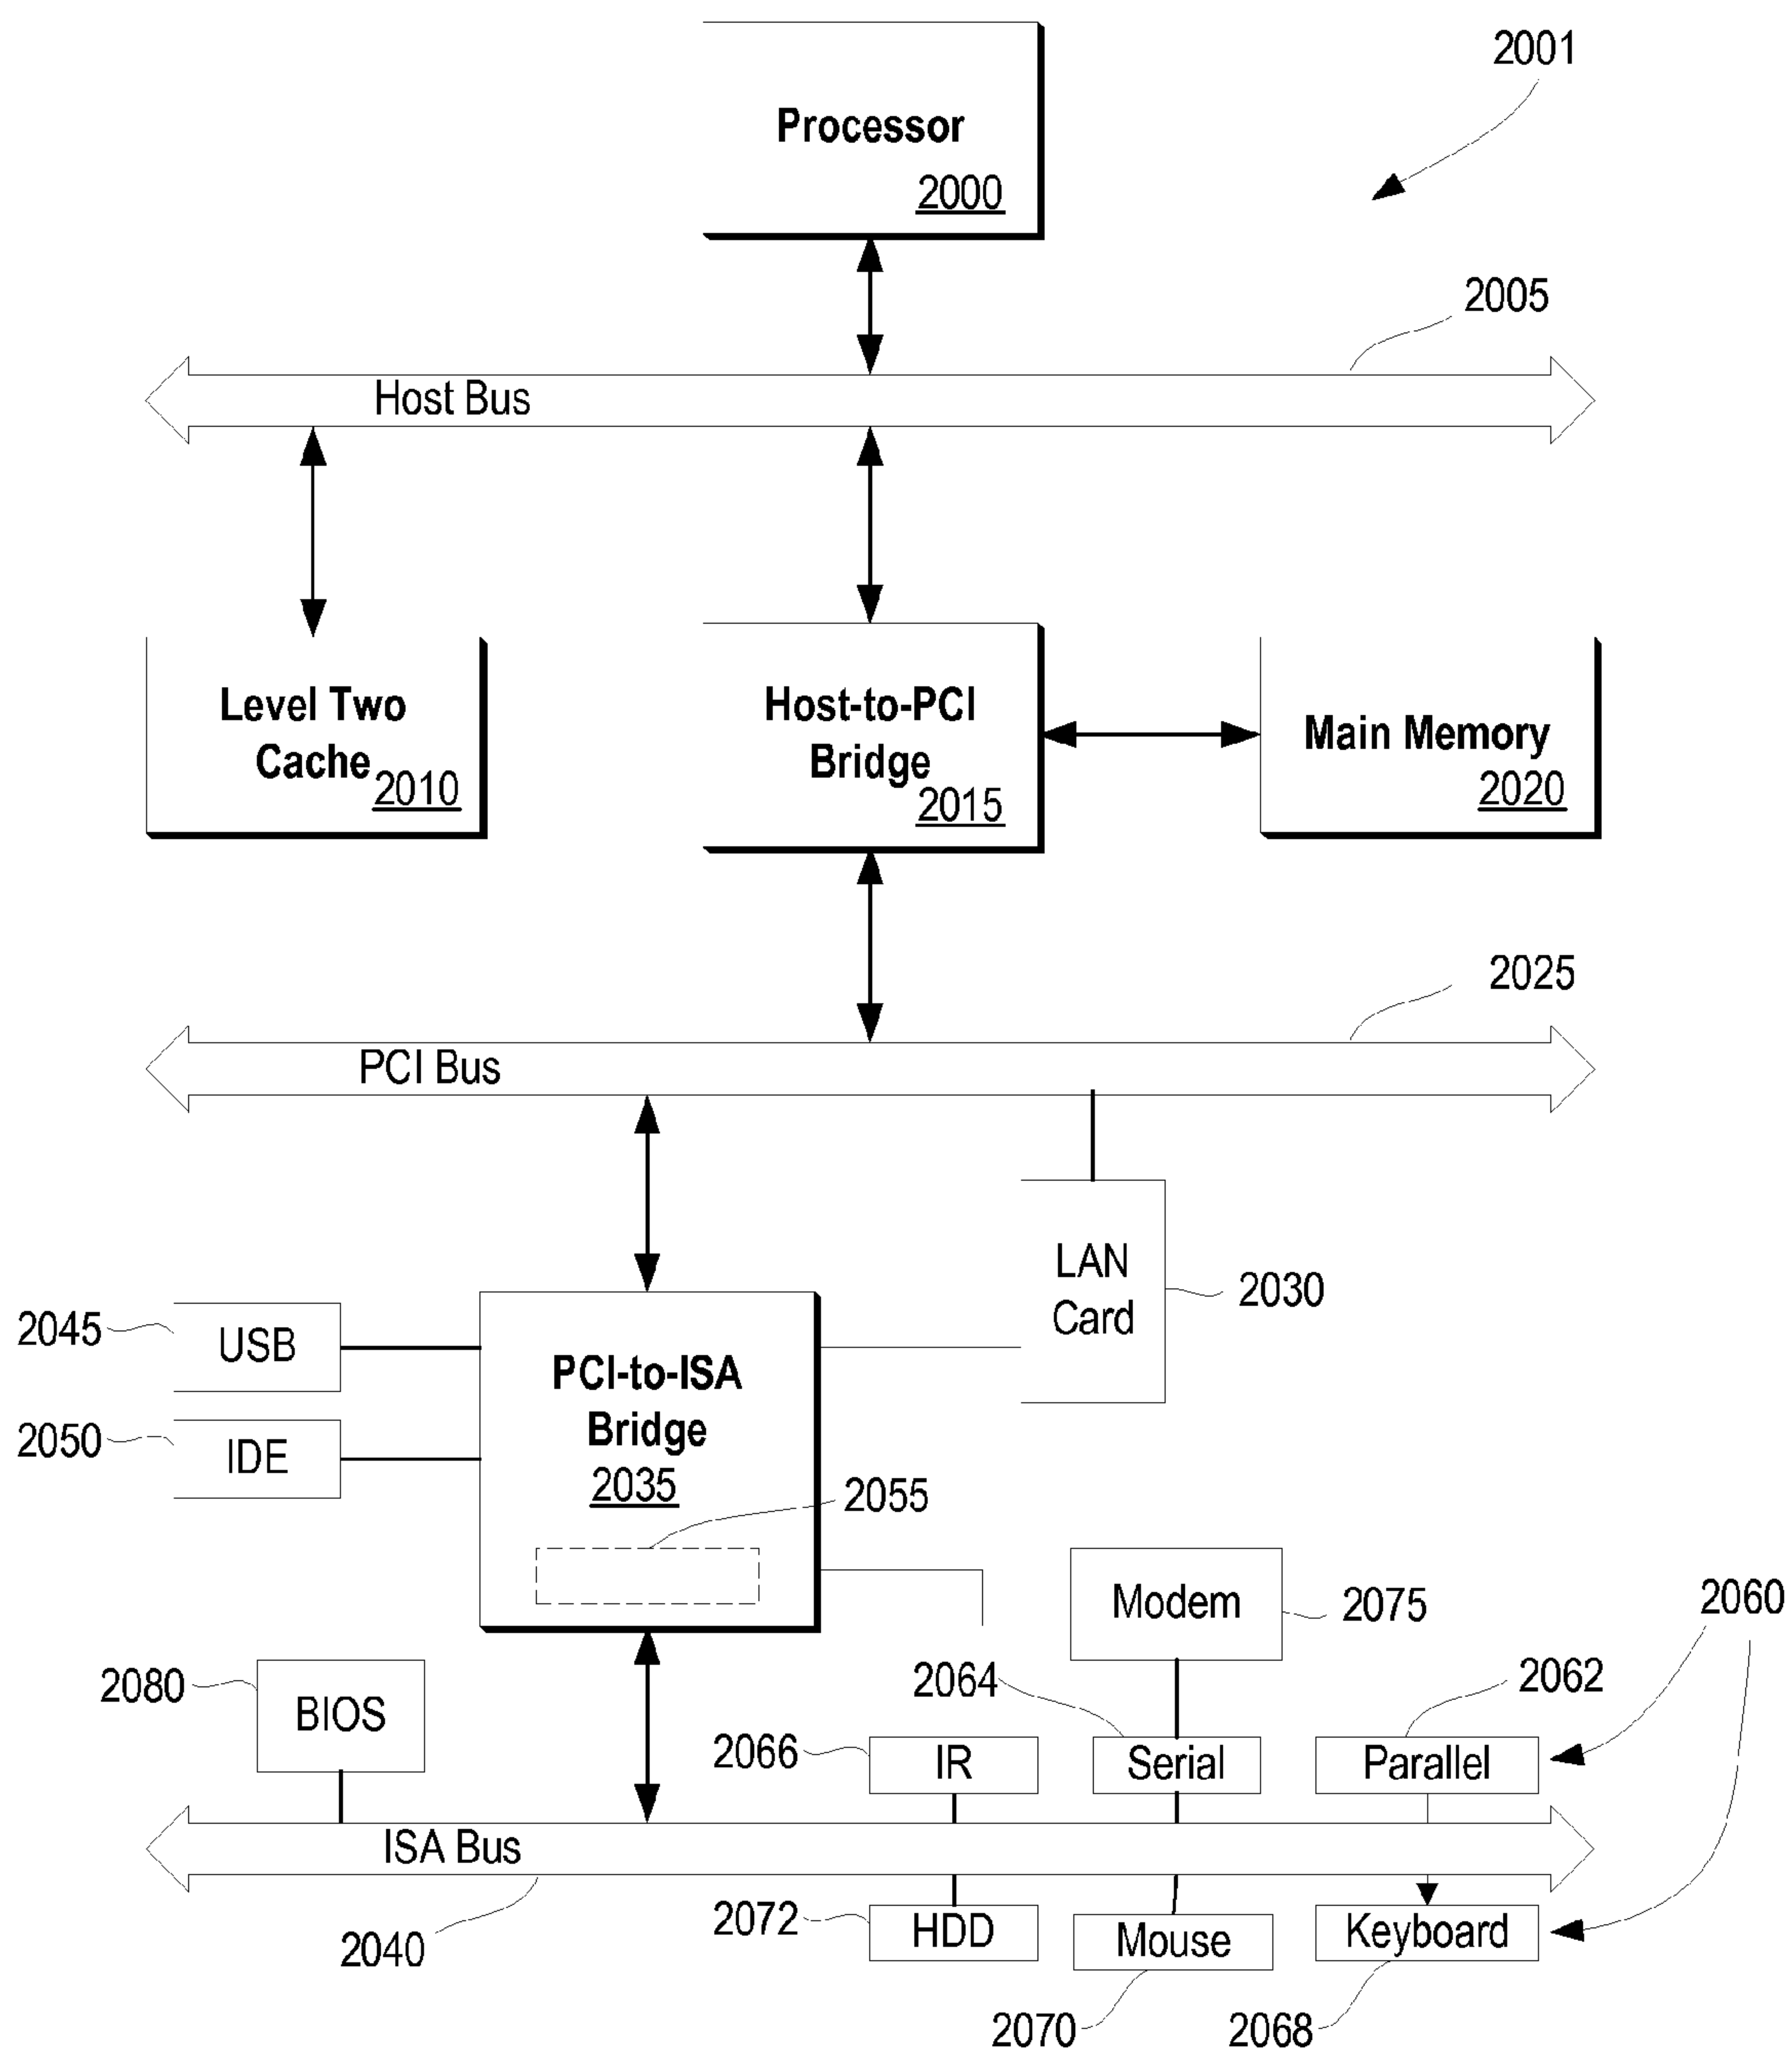 2001
Processor
2000
2005
Host Bus
Level Two
Cache
2010
Host-to-PCI
Bridge
2015
Main Memory
2020
2025
PCI Bus
LAN
Card
2030
2045
USB
2050
IDE
PCI-to-ISA
Bridge
2035
2055
Modem
2075
2060
2080
BIOS
2064
2062
2066
IR
Serial
Parallel
ISA Bus
2072
HDD
Mouse
Keyboard
2040
2070
2068